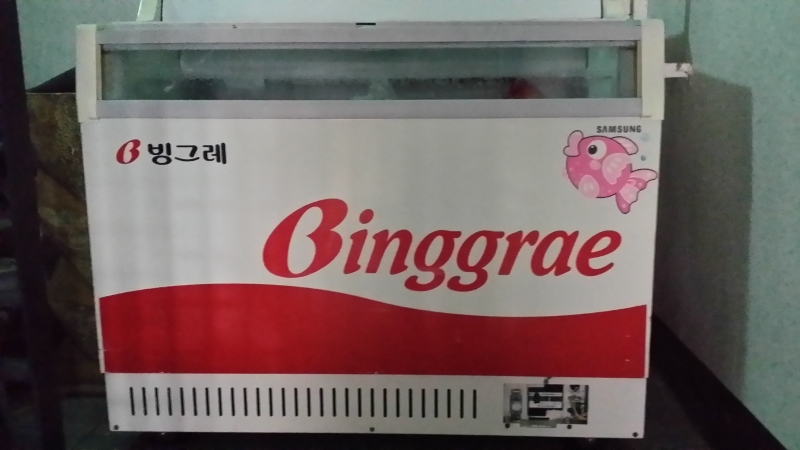 SAMSUNG
B 빙그레
Binggrae